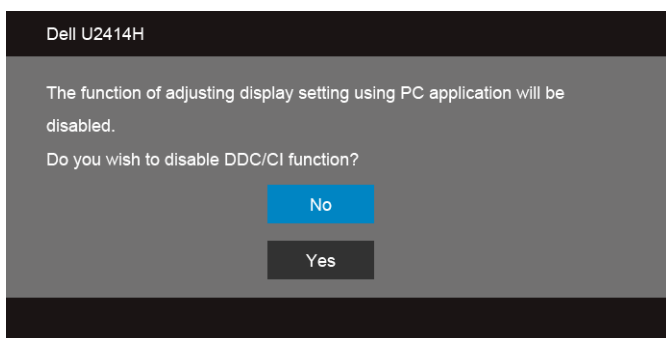 Dell U2414H
The function of adjusting display setting using PC application will be
disabled.
Do you wish to disable DDC/CI function?
No
Yes